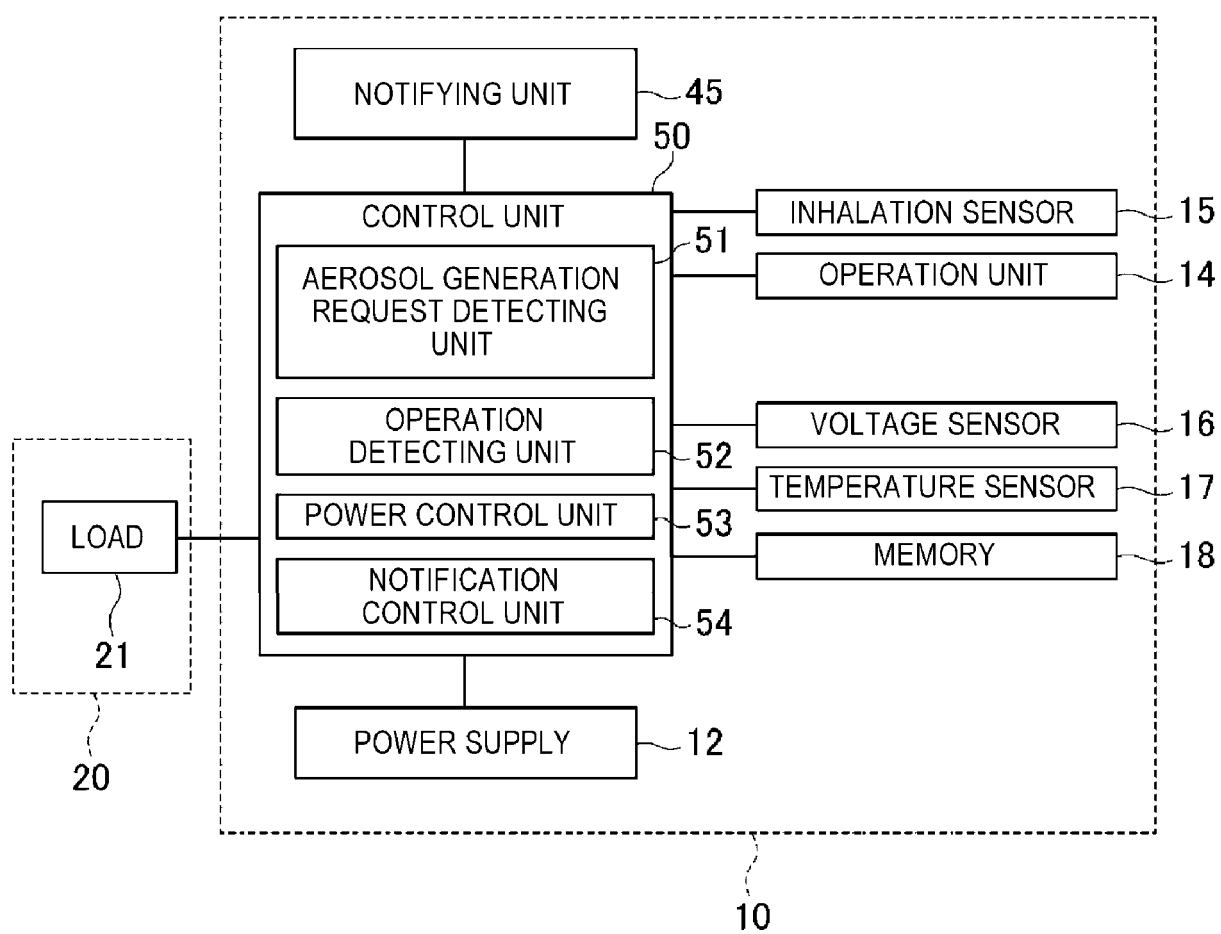 NOTIFYING UNIT
45
50
CONTROL UNIT
51
AEROSOL GENERATION
REQUEST DETECTING
UNIT
OPERATION
DETECTING UNIT
52
POWER CONTROL UNIT
53
NOTIFICATION
CONTROL UNIT
54
INHALATION SENSOR
15
OPERATION UNIT
14
VOLTAGE SENSOR
16
TEMPERATURE SENSOR
17
MEMORY
18
LOAD
21
20
POWER SUPPLY
12
10